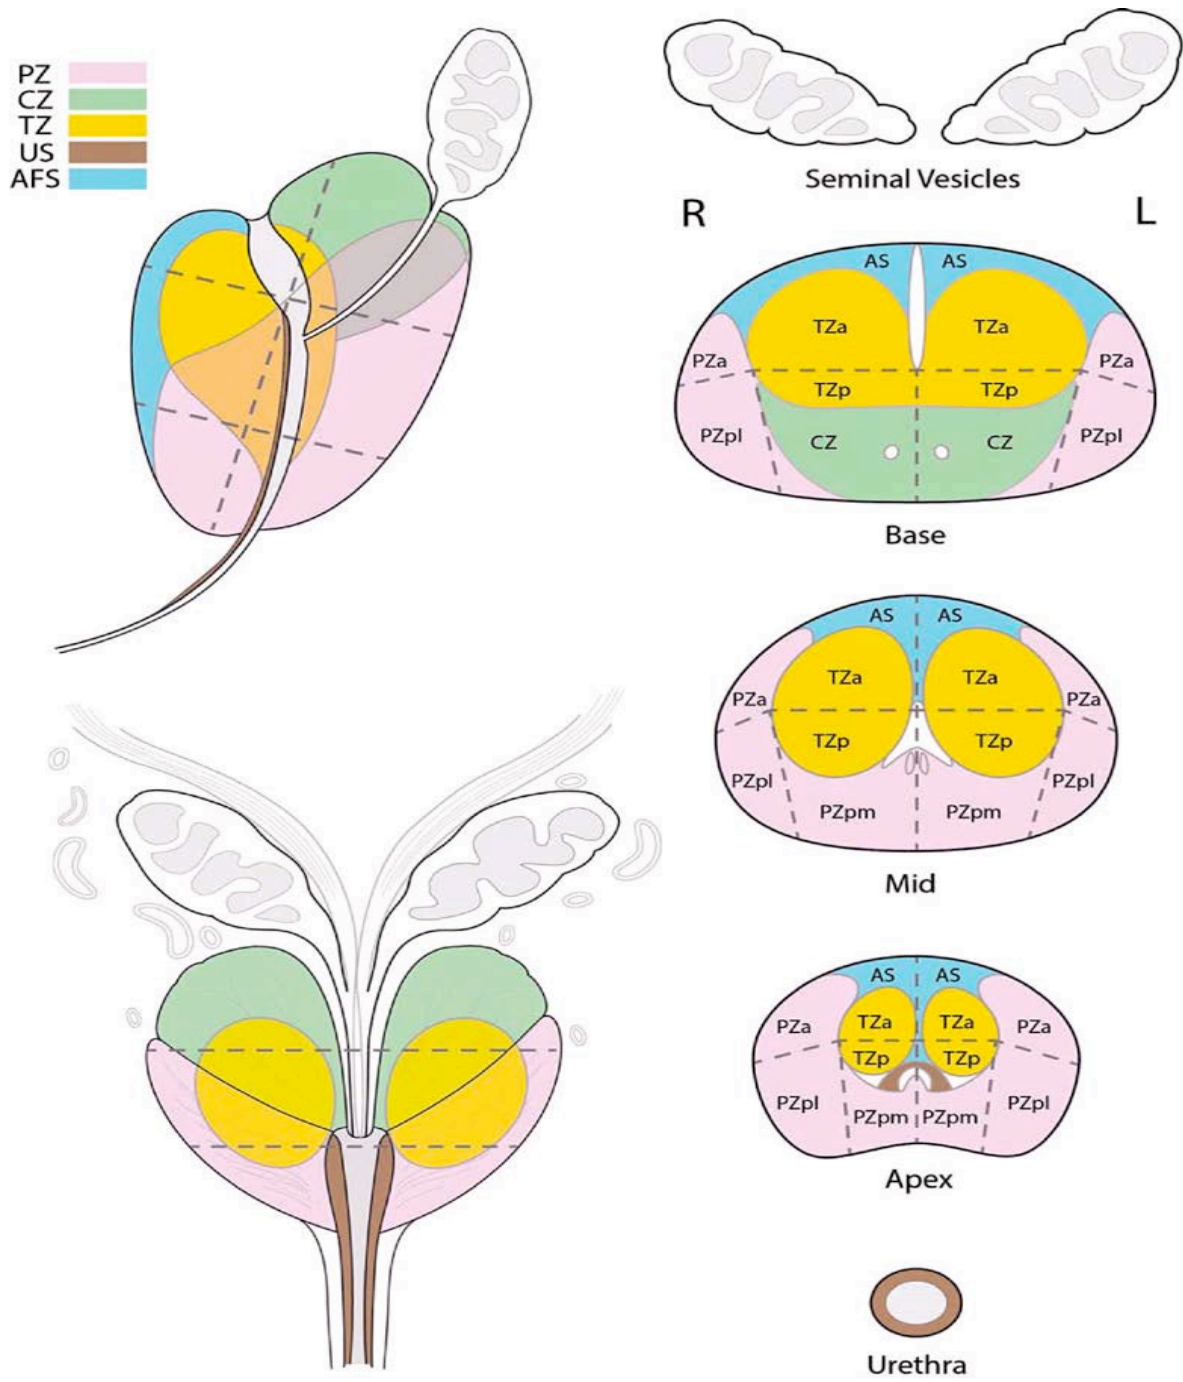 PZ
CZ
TZ
US
AFS
Seminal Vesicles
R L
AS AS
TZa TZa
PZa PZa
TZp TZp
PZpl CZ CZ PZpl
Base
AS AS
TZa TZa
PZa PZa
TZp TZp
PZpl PZpl
PZpm PZpm
Mid
AS AS
PZa TZa TZa PZa
TZp TZp
PZpl PZpl
PZpm PZpm
Apex
Urethra